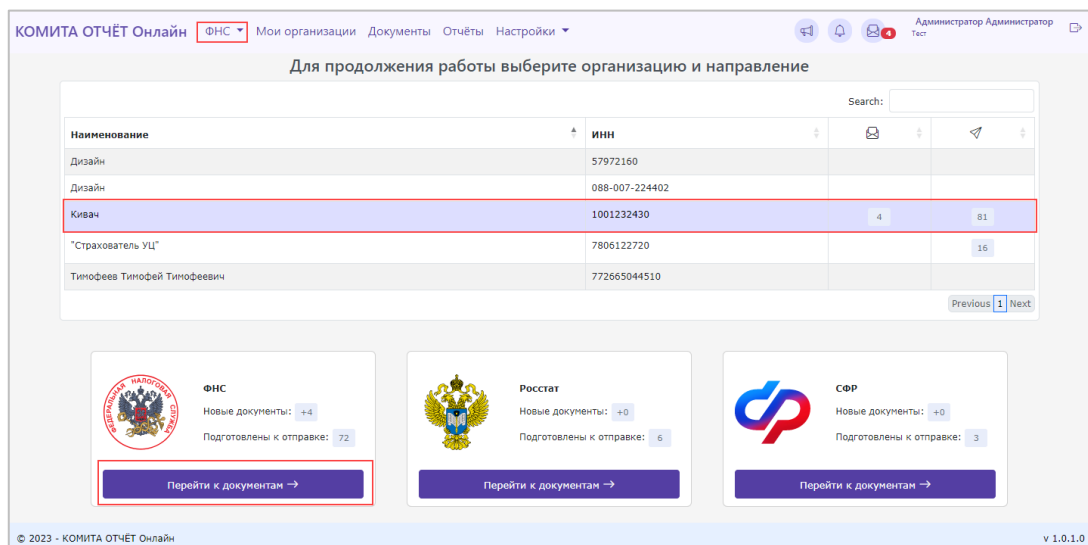 КОМИТА ОТЧЁТ Онлайн ФНС Мои организации Документы Отчёты Настройки 4 Администратор Администратор
Тест
Для продолжения работы выберите организацию и направление
Search:
Наименование ИНН
Дизайн 57972160
Дизайн 088-007-224402
Кивач 1001232430 4 81
"Страхователь УЦ" 7806122720 16
Тимофеев Тимофей Тимофеевич 772665044510
Previous 1 Next
ФЕДЕРАЛЬНАЯ НАЛОГОВАЯ СЛУЖБА
ФНС
Новые документы: +4
Подготовлены к отправке: 72
Перейти к документам →
Росстат
Новые документы: +0
Подготовлены к отправке: 6
Перейти к документам →
СФР
Новые документы: +0
Подготовлены к отправке: 3
Перейти к документам →
© 2023 - КОМИТА ОТЧЁТ Онлайн v 1.0.1.0